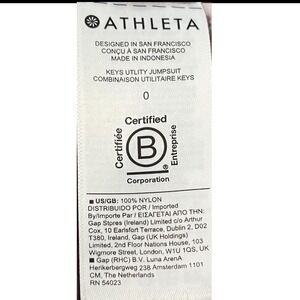 ATHLETA
DESIGNED IN SAN FRANCISCO
CONÇU À SAN FRANCISCO
MADE IN INDONESIA
KEYS UTLITY JUMPSUIT
COMBINAISON UTILITAIRE KEYS
0
Certified
Certifiée
B
®
Entreprise
Corporation
■ US/GB: 100% NYLON
DISTRIBUIDO POR / Imported
By/Importe Par / ΕΙΣΑΓΕΤΑΙ ΑΠΟ ΤΗΝ:
Gap Stores (Ireland) Limited c/o Arthur
Cox, 10 Earlsfort Terrace, Dublin 2, D02
T380, Ireland, Gap (UK Holdings)
Limited, 2nd Floor Nations House, 103
Wigmore Street, London, W1U 1QS, UK
■ Gap (RHC) B.V. Luna ArenA
Herikerbergweg 238 Amsterdam 1101
CM, The Netherlands
RN 54023